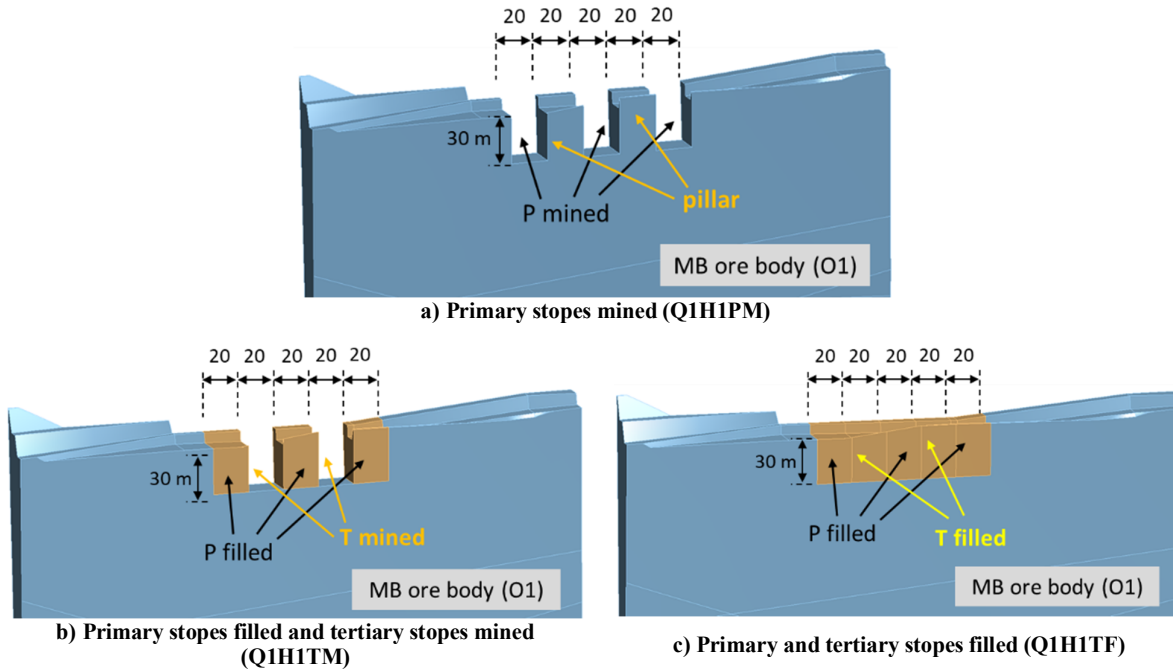 20 20 20 20 20
30 m
P mined
pillar
MB ore body (O1)
a) Primary stopes mined (Q1H1PM)
20 20 20 20 20
30 m
P filled
T mined
MB ore body (O1)
b) Primary stopes filled and tertiary stopes mined
(Q1H1TM)
20 20 20 20 20
30 m
P filled
T filled
MB ore body (O1)
c) Primary and tertiary stopes filled (Q1H1TF)